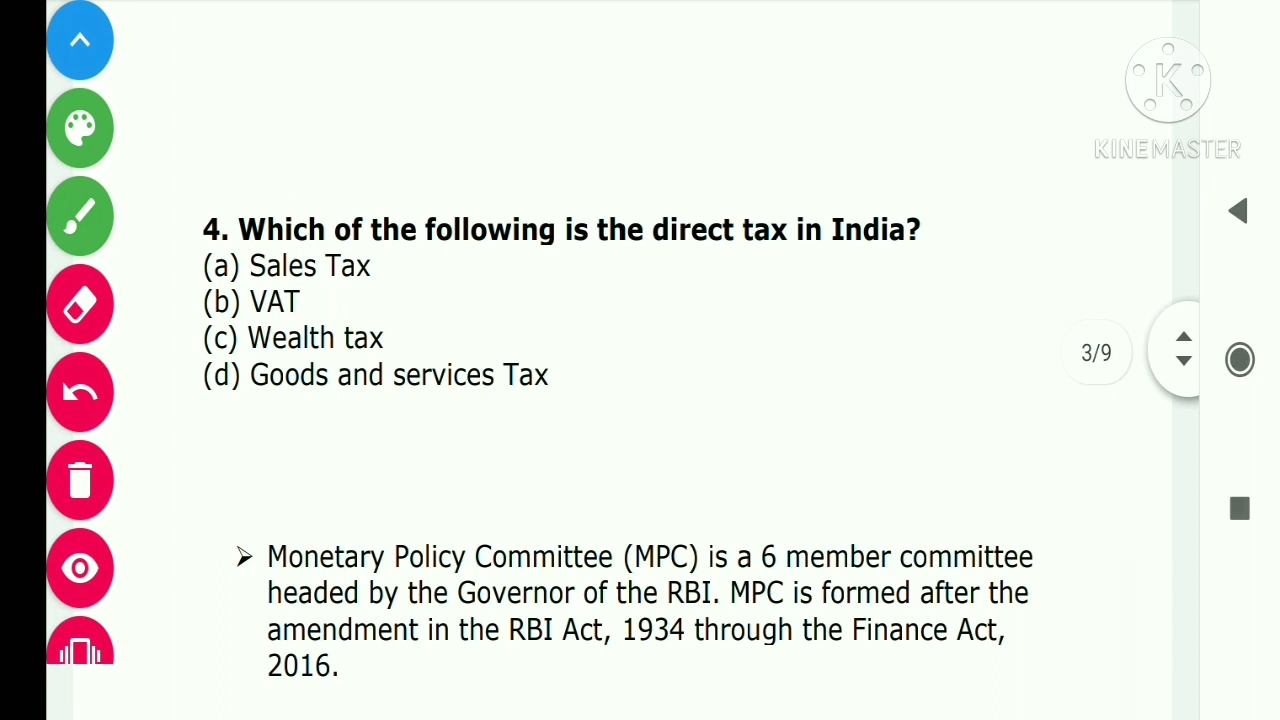 K
KINEMASTER
4. Which of the following is the direct tax in India?
(a) Sales Tax
(b) VAT
(c) Wealth tax
(d) Goods and services Tax
3/9
➢ Monetary Policy Committee (MPC) is a 6 member committee
headed by the Governor of the RBI. MPC is formed after the
amendment in the RBI Act, 1934 through the Finance Act,
2016.